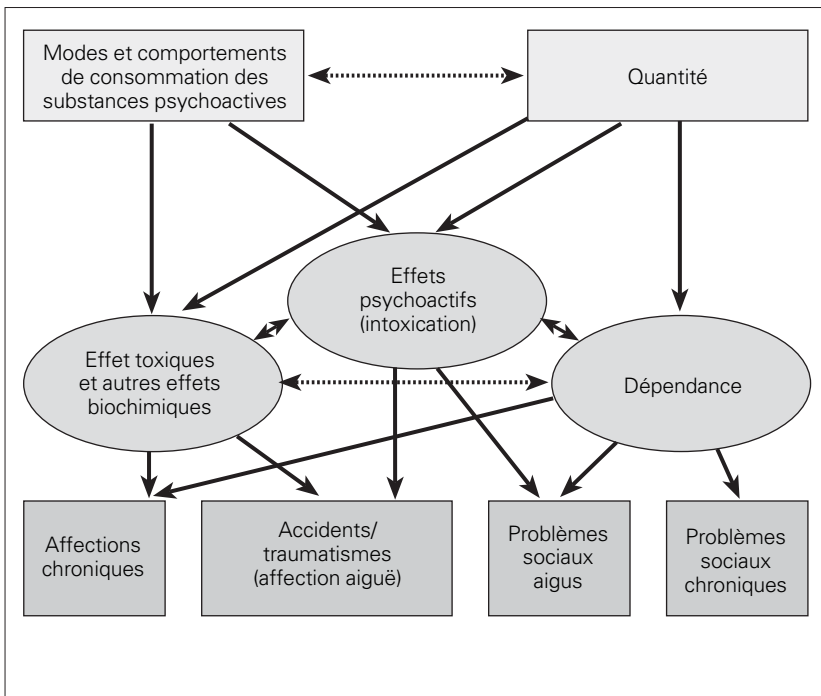 Modes et comportements
de consommation des
substances psychoactives
Quantité
Effets
psychoactifs
(intoxication)
Effet toxiques
et autres effets
biochimiques
Dépendance
Affections
chroniques
Accidents/
traumatismes
(affection aiguë)
Problèmes
sociaux
aigus
Problèmes
sociaux
chroniques